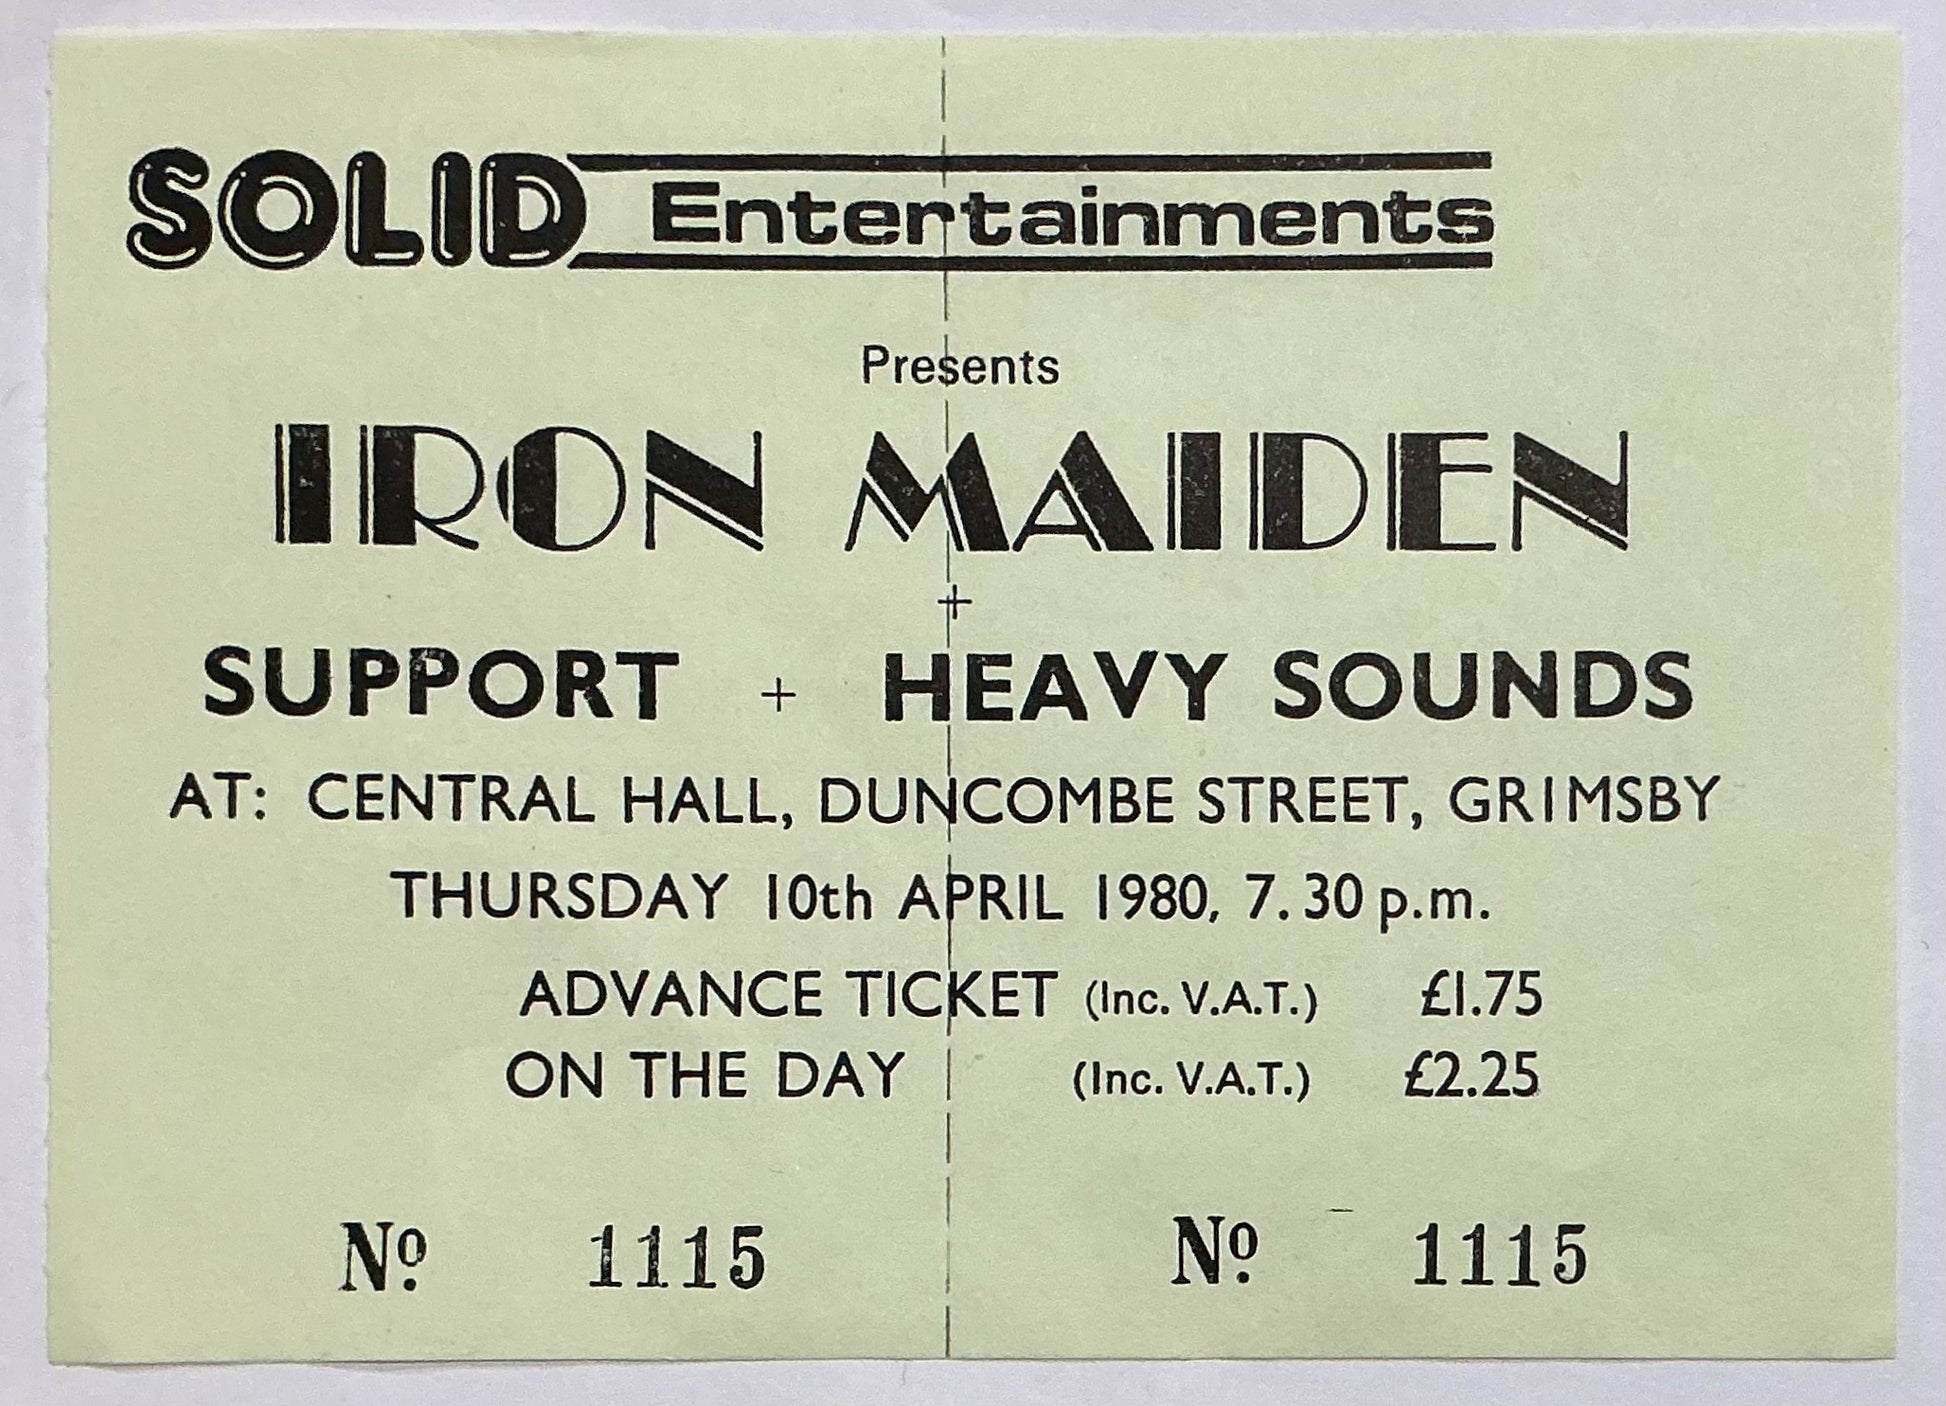 SOLID Entertainments
Presents
IRON MAIDEN
+
SUPPORT + HEAVY SOUNDS
AT: CENTRAL HALL, DUNCOMBE STREET, GRIMSBY
THURSDAY 10th APRIL 1980, 7.30 p.m.
ADVANCE TICKET (Inc. V.A.T.) £1.75
ON THE DAY (Inc. V.A.T.) £2.25
Nº 1115 Nº 1115